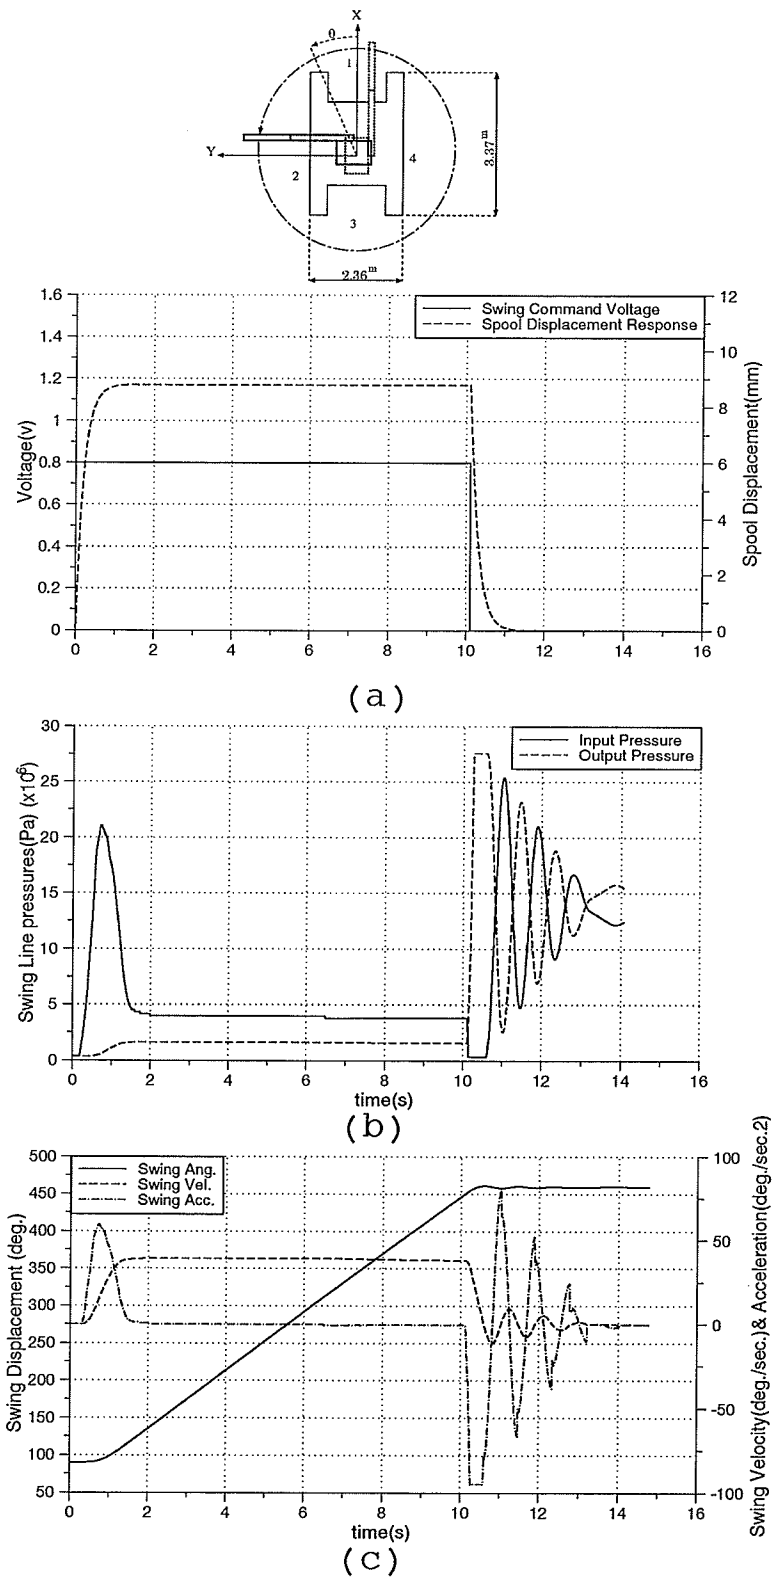 X
θ
1
Y
2
4
3
3.37m
2.36m
1.6
1.4
1.2
1
0.8
0.6
0.4
0.2
0
Voltage(v)
Swing Command Voltage
Spool Displacement Response
12
10
8
6
4
2
0
Spool Displacement(mm)
0 2 4 6 8 10 12 14 16
(a)
30
25
20
15
10
5
0
Swing Line pressures(Pa) (x10⁶)
Input Pressure
Output Pressure
0 2 4 6 8 10 12 14 16
time(s)
(b)
500
450
400
350
300
250
200
150
100
50
Swing Displacement (deg.)
Swing Ang.
Swing Vel.
Swing Acc.
100
50
0
-50
-100
Swing Velocity(deg./sec.)& Acceleration(deg./sec.2)
0 2 4 6 8 10 12 14 16
time(s)
(c)